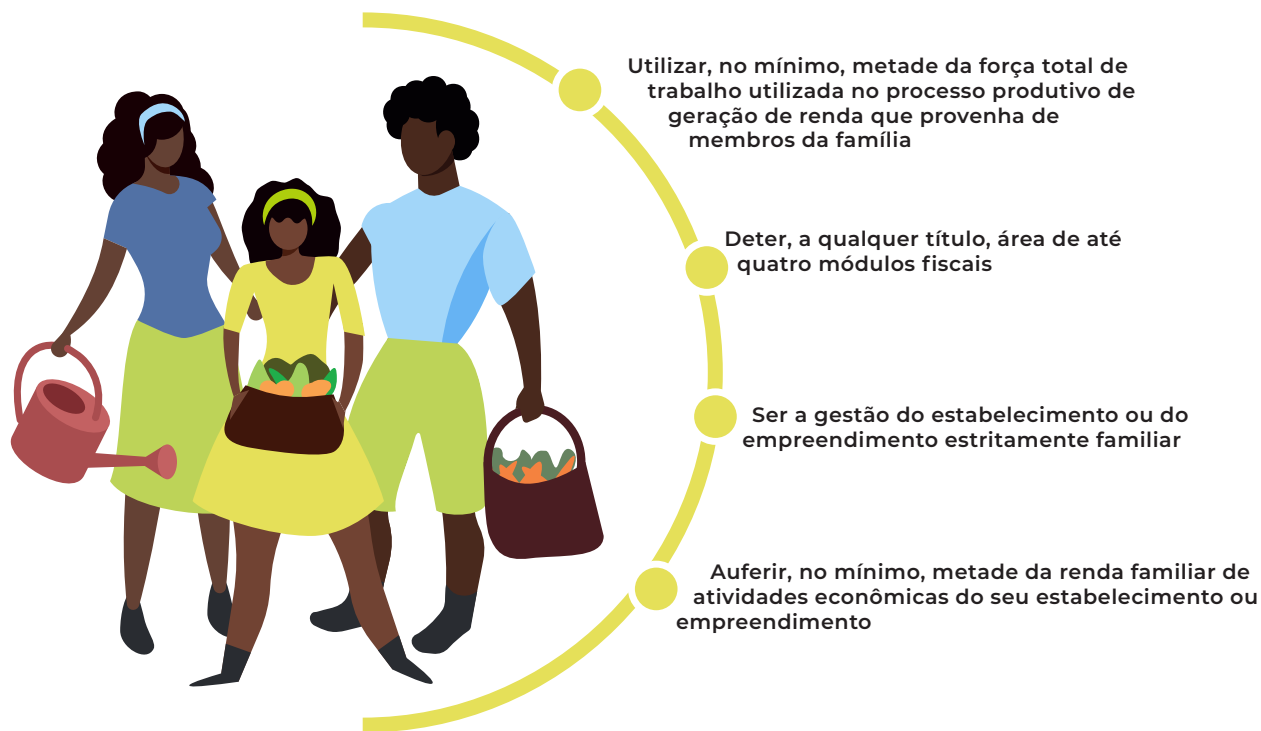 Utilizar, no mínimo, metade da força total de
trabalho utilizada no processo produtivo de
geração de renda que provenha de
membros da família
Deter, a qualquer título, área de até
quatro módulos fiscais
Ser a gestão do estabelecimento ou do
empreendimento estritamente familiar
Auferir, no mínimo, metade da renda familiar de
atividades econômicas do seu estabelecimento ou
empreendimento